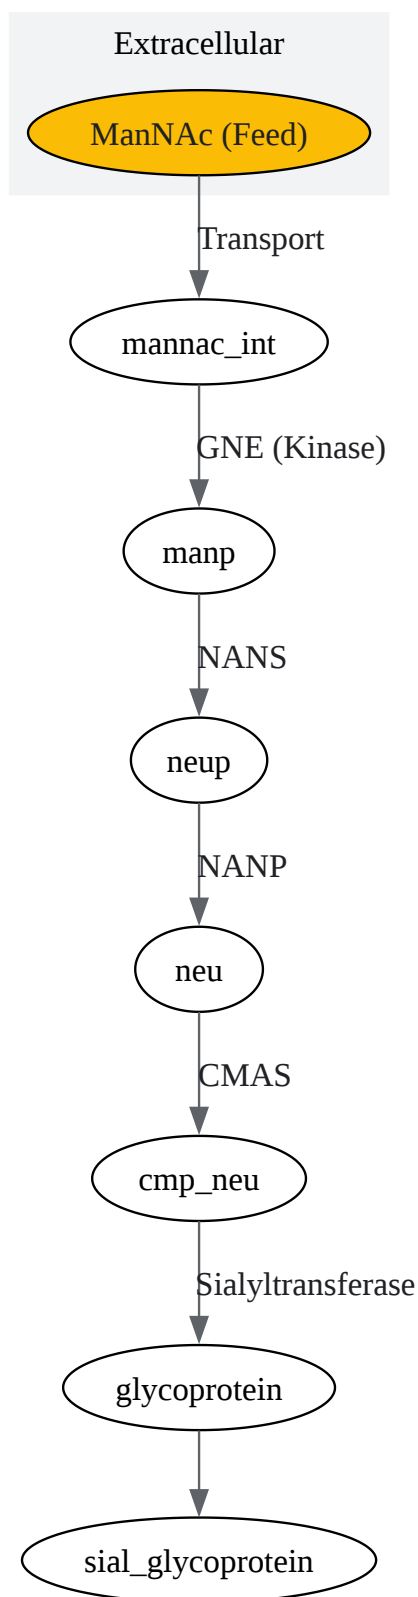 Extracellular
ManNAc (Feed)
Transport
mannac_int
GNE (Kinase)
manp
NANS
neup
NANP
neu
CMAS
cmp_neu
Sialyltransferase
glycoprotein
sial_glycoprotein